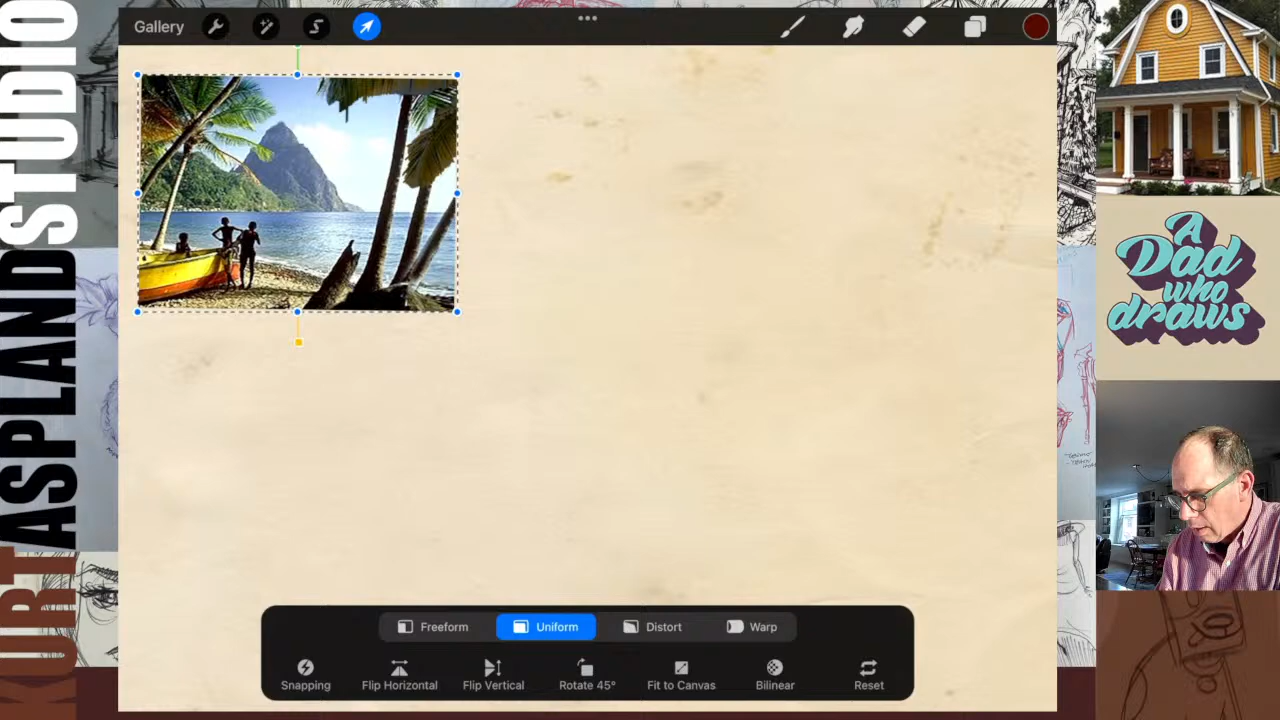 KURT ASPLAND STUDIO
Gallery
Freeform
Uniform
Distort
Warp
Snapping
Flip Horizontal
Flip Vertical
Rotate 45°
Fit to Canvas
Bilinear
Reset
A
Dad
who
draws